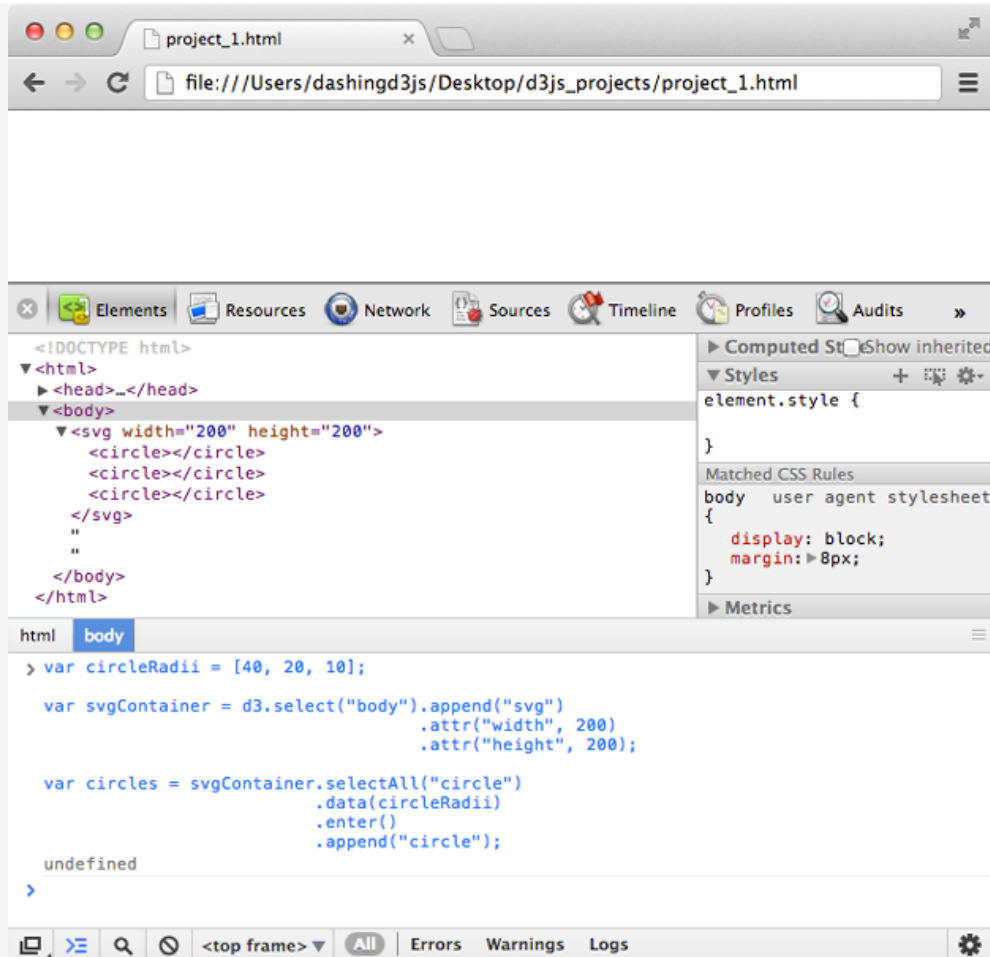 project_1.html ×
file:///Users/dashingd3js/Desktop/d3js_projects/project_1.html
Elements Resources Network Sources Timeline Profiles Audits »
<!DOCTYPE html>
▼<html>
▶<head>…</head>
▼<body>
▼<svg width="200" height="200">
<circle></circle>
<circle></circle>
<circle></circle>
</svg>
"
"
</body>
</html>
▶ Computed St Show inherited
▼ Styles
element.style {
}
Matched CSS Rules
body user agent stylesheet
{
display: block;
margin:▶8px;
}
▶ Metrics
html body
> var circleRadii = [40, 20, 10];
var svgContainer = d3.select("body").append("svg")
.attr("width", 200)
.attr("height", 200);
var circles = svgContainer.selectAll("circle")
.data(circleRadii)
.enter()
.append("circle");
undefined
>
<top frame> ▼ All Errors Warnings Logs